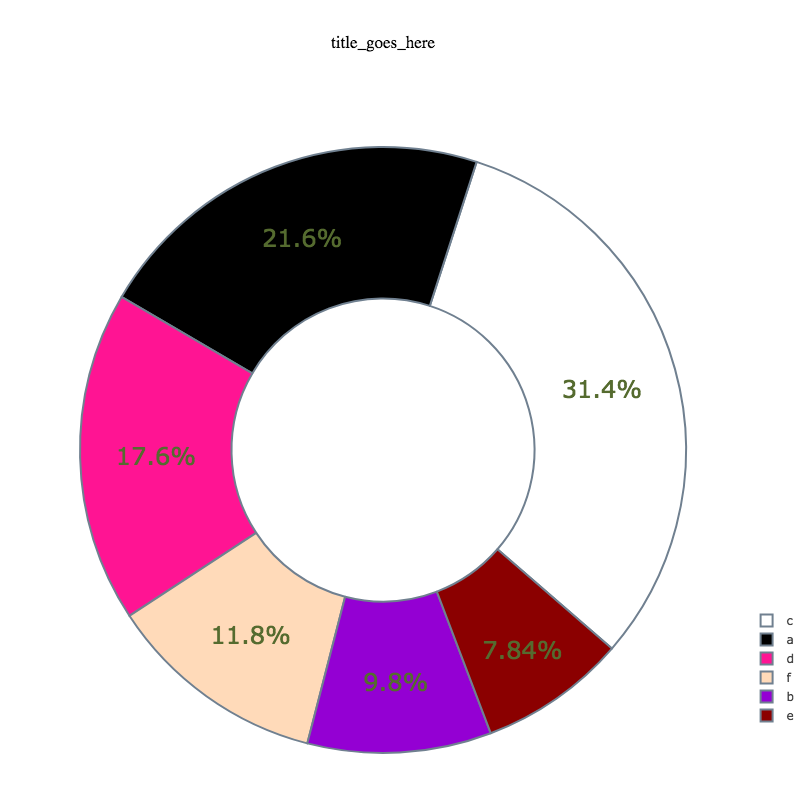 title_goes_here
21.6%
31.4%
17.6%
11.8%
7.84%
9.8%
c
a
d
f
b
e